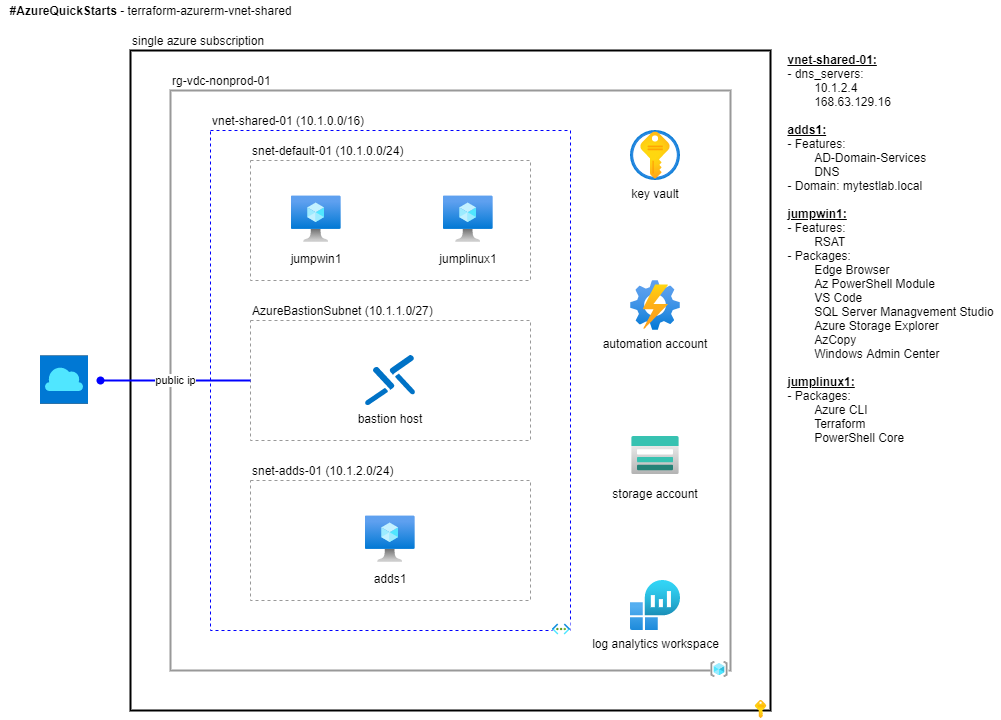 #AzureQuickStarts - terraform-azurerm-vnet-shared
single azure subscription
rg-vdc-nonprod-01
vnet-shared-01 (10.1.0.0/16)
snet-default-01 (10.1.0.0/24)
jumpwin1
jumplinux1
AzureBastionSubnet (10.1.1.0/27)
public ip
bastion host
snet-adds-01 (10.1.2.0/24)
adds1
key vault
automation account
storage account
log analytics workspace
vnet-shared-01:
- dns_servers:
10.1.2.4
168.63.129.16
adds1:
- Features:
AD-Domain-Services
DNS
- Domain: mytestlab.local
jumpwin1:
- Features:
RSAT
- Packages:
Edge Browser
Az PowerShell Module
VS Code
SQL Server Managvement Studio
Azure Storage Explorer
AzCopy
Windows Admin Center
jumplinux1:
- Packages:
Azure CLI
Terraform
PowerShell Core